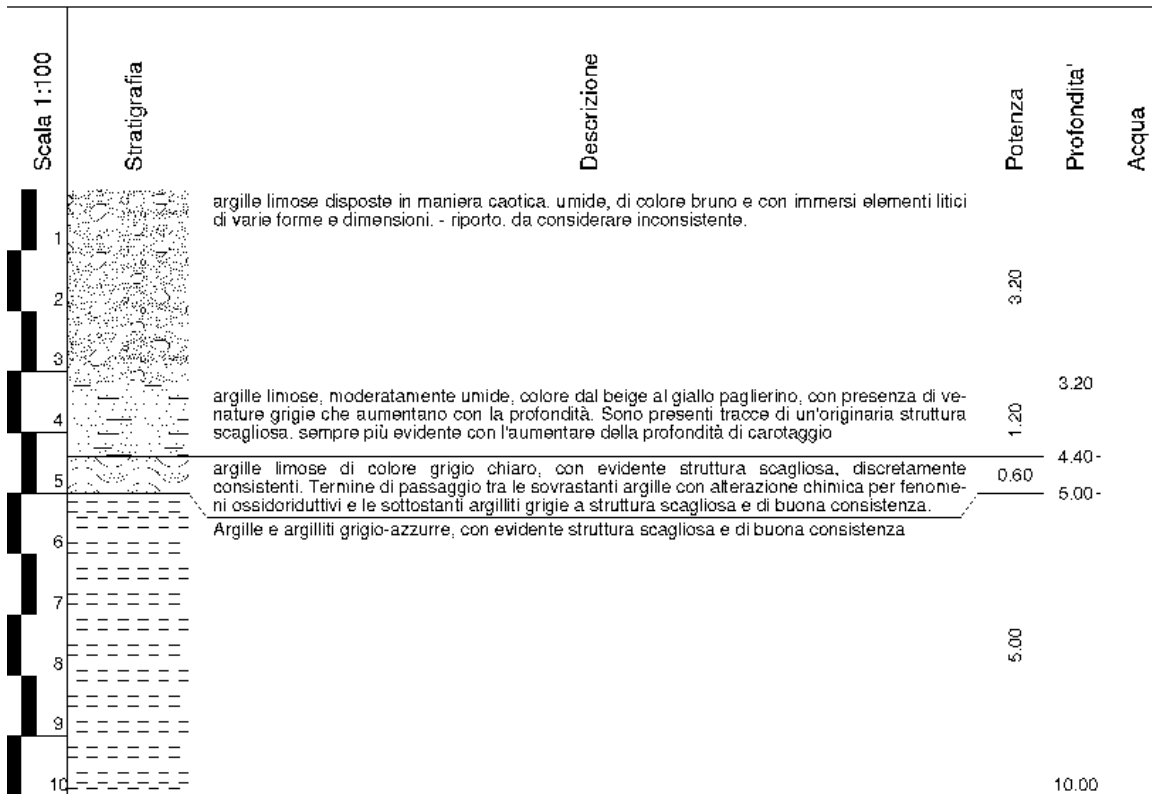 Scala 1:100
Stratigrafia
Descrizione
Potenza
Profondita'
Acqua
argille limose disposte in maniera caotica. umide, di colore bruno e con immersi elementi litici
di varie forme e dimensioni. - riporto. da considerare inconsistente.
1
2
3.20
3
3.20
argille limose, moderatamente umide, colore dal beige al giallo paglierino, con presenza di ve-
nature grigie che aumentano con la profondità. Sono presenti tracce di un'originaria struttura
scagliosa. sempre più evidente con l'aumentare della profondità di carotaggio
4
1.20
4.40-
argille limose di colore grigio chiaro, con evidente struttura scagliosa, discretamente
consistenti. Termine di passaggio tra le sovrastanti argille con alterazione chimica per fenome-
ni ossidoriduttivi e le sottostanti argilliti grigie a struttura scagliosa e di buona consistenza.
0.60
5
5.00-
Argille e argilliti grigio-azzurre, con evidente struttura scagliosa e di buona consistenza
6
7
5.00
8
9
10
10.00